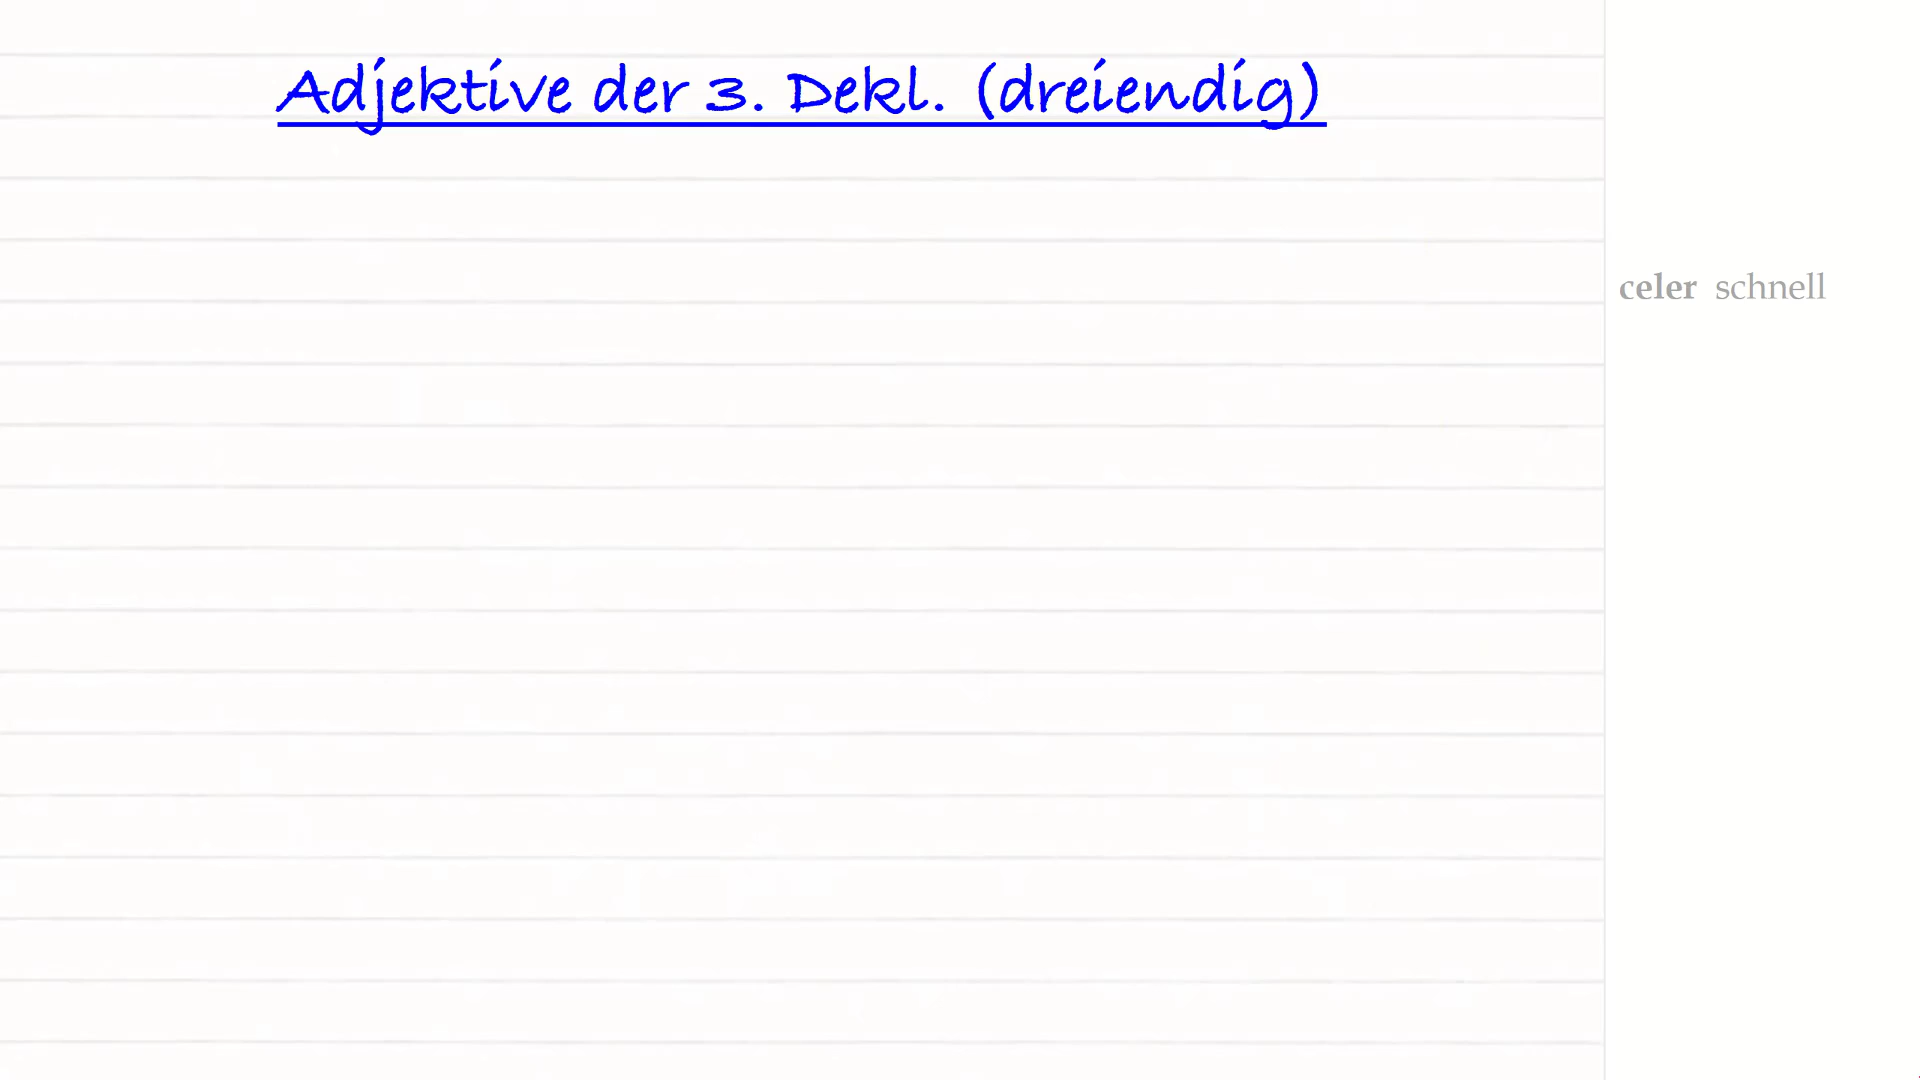 Adjektive der 3. Dekl. (dreiendig)
celer schnell